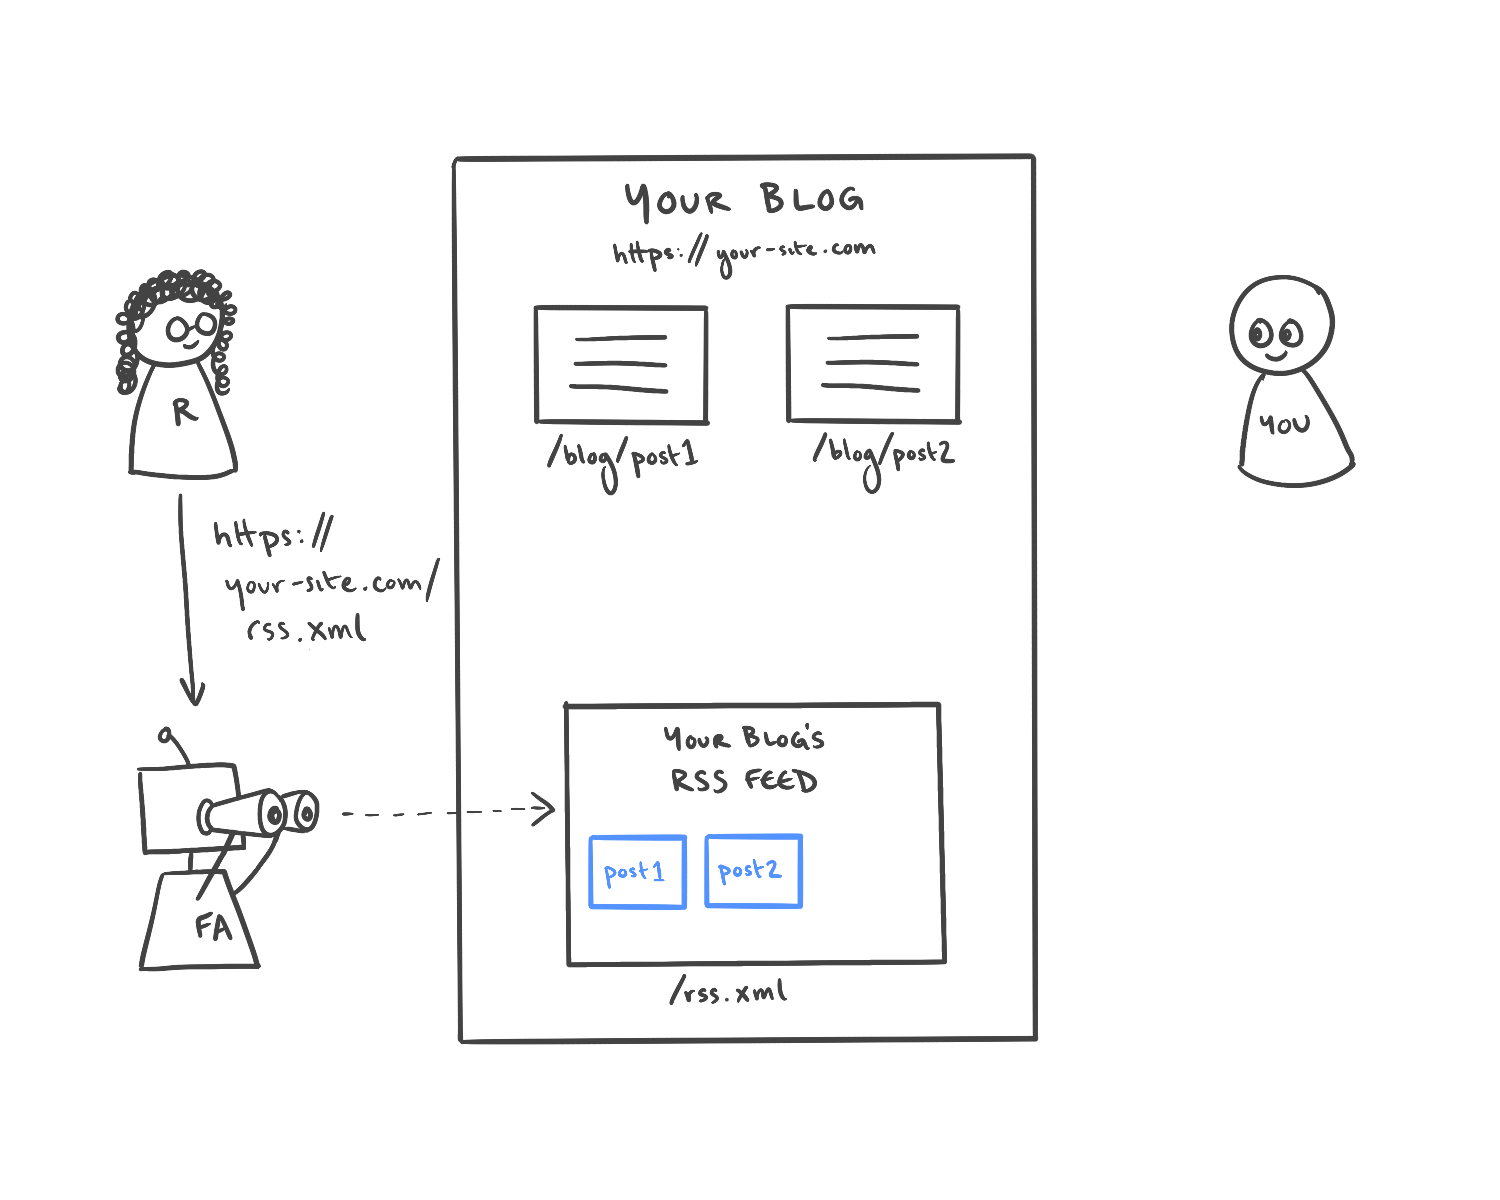 YOUR BLOG
https://your-site.com
/blog/post1
/blog/post2
R
YOU
https://
your-site.com/
rss.xml
FA
YOUR BLOG'S
RSS FEED
post1
post2
/rss.xml